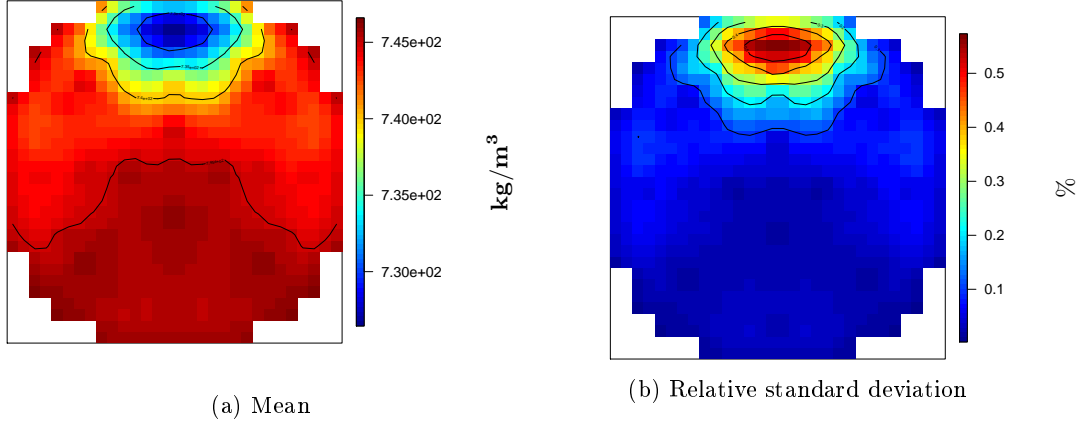 7.45e+02
7.40e+02
7.35e+02
7.30e+02
kg/m³
(a) Mean
0.5
0.4
0.3
0.2
0.1
%
(b) Relative standard deviation